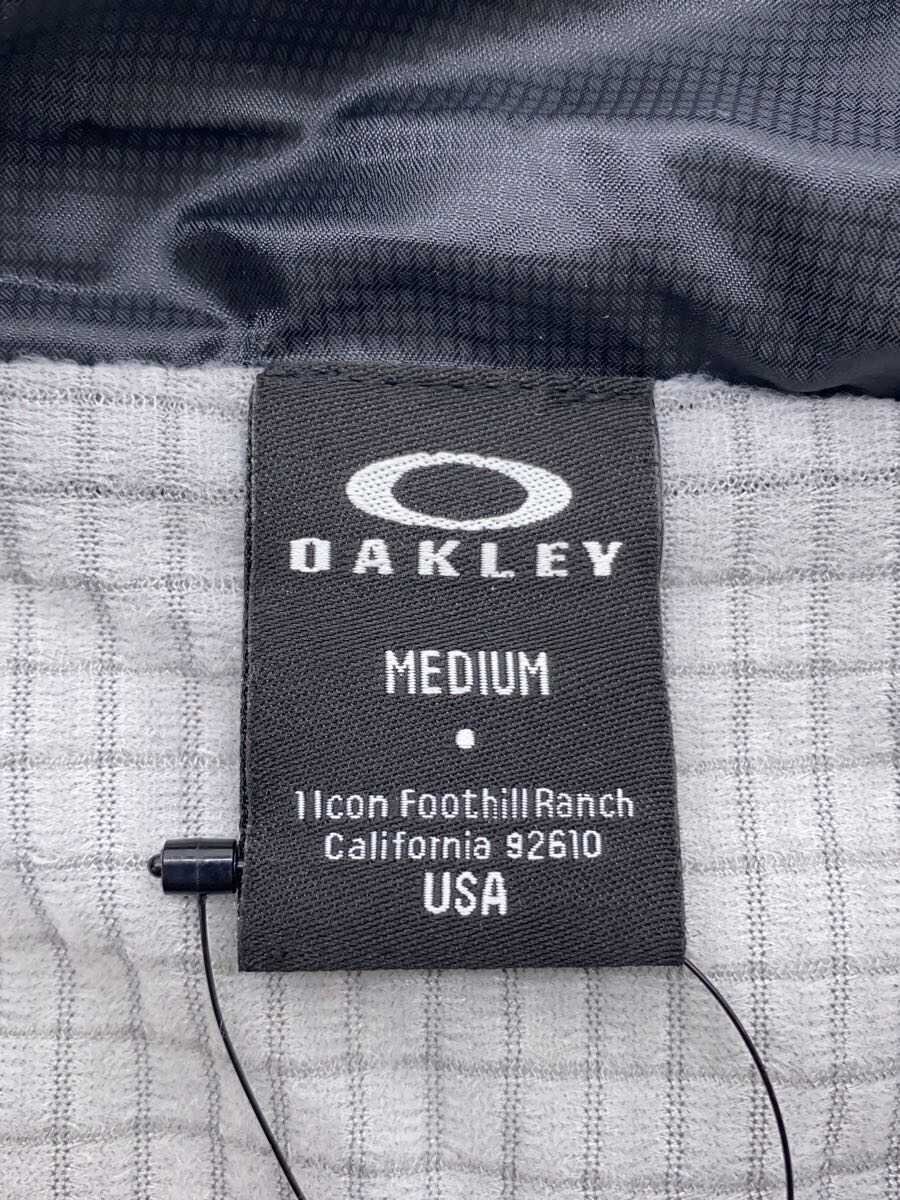 OAKLEY
MEDIUM
1 Icon Foothill Ranch
California 92610
USA